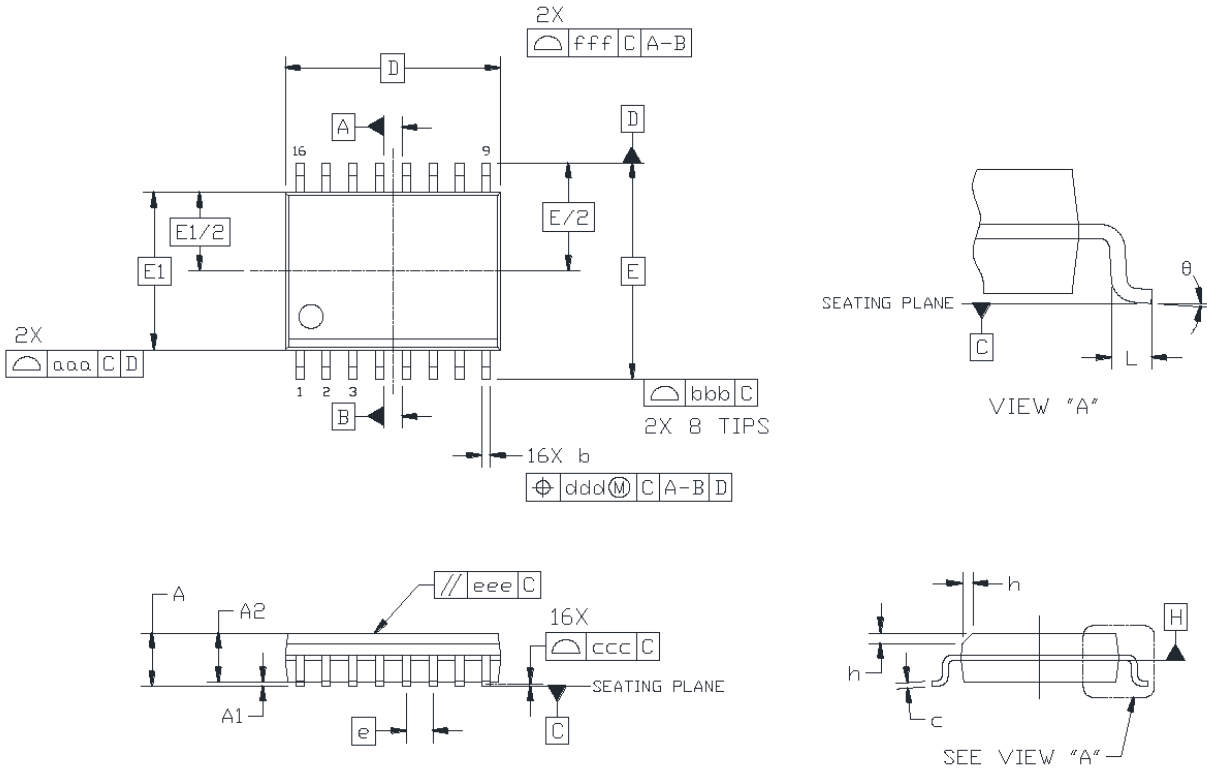 2X
⌓ fff C A-B
D
A
D
16
9
E1/2
E/2
E1
E
θ
SEATING PLANE
C
L
VIEW "A"
2X
⌓ aaa C D
1 2 3
B
⌓ bbb C
2X 8 TIPS
16X b
⌖ ddd Ⓜ C A-B D
// eee C
A
A2
16X
⌓ ccc C
SEATING PLANE
A1
e
C
h
H
h
c
SEE VIEW "A"